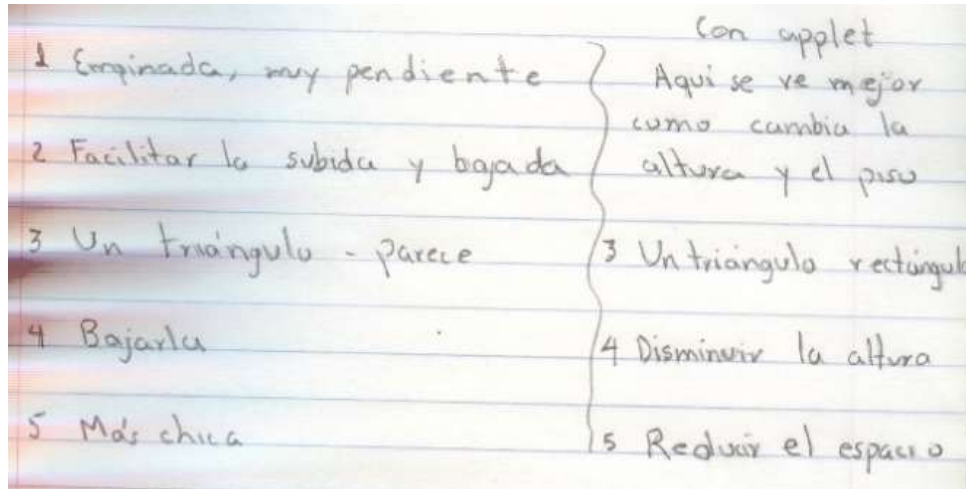 1 Empinada, muy pendiente
2 Facilitar la subida y bajada
3 Un triángulo - parece
4 Bajarla
5 Más chica
Con applet
Aqui se ve mejor
como cambia la
altura y el piso
3 Un triángulo rectángulo
4 Disminuir la altura
5 Reducir el espacio